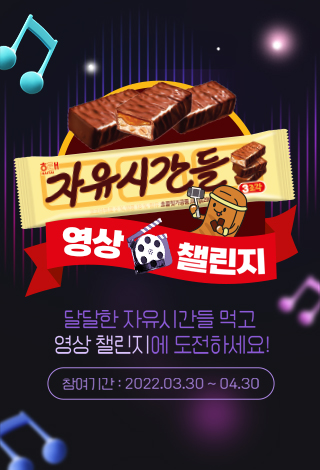 해태
자유시간들
3조각
영상 챌린지
달달한 자유시간들 먹고
영상 챌린지에 도전하세요!
참여기간 : 2022.03.30 ~ 04.30